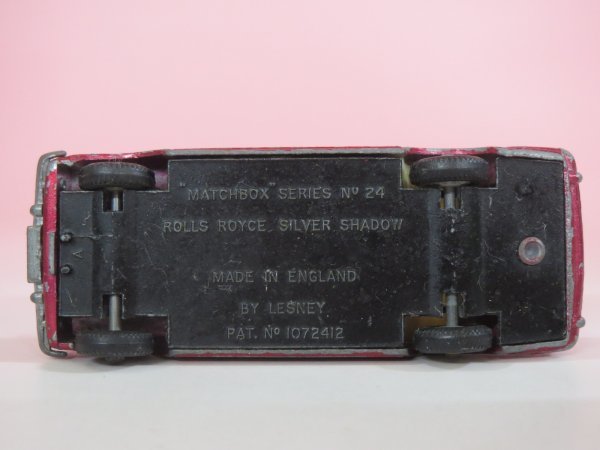 "MATCHBOX" SERIES Nº 24
ROLLS ROYCE SILVER SHADOW
A
MADE IN ENGLAND
BY LESNEY
PAT. Nº 1072412